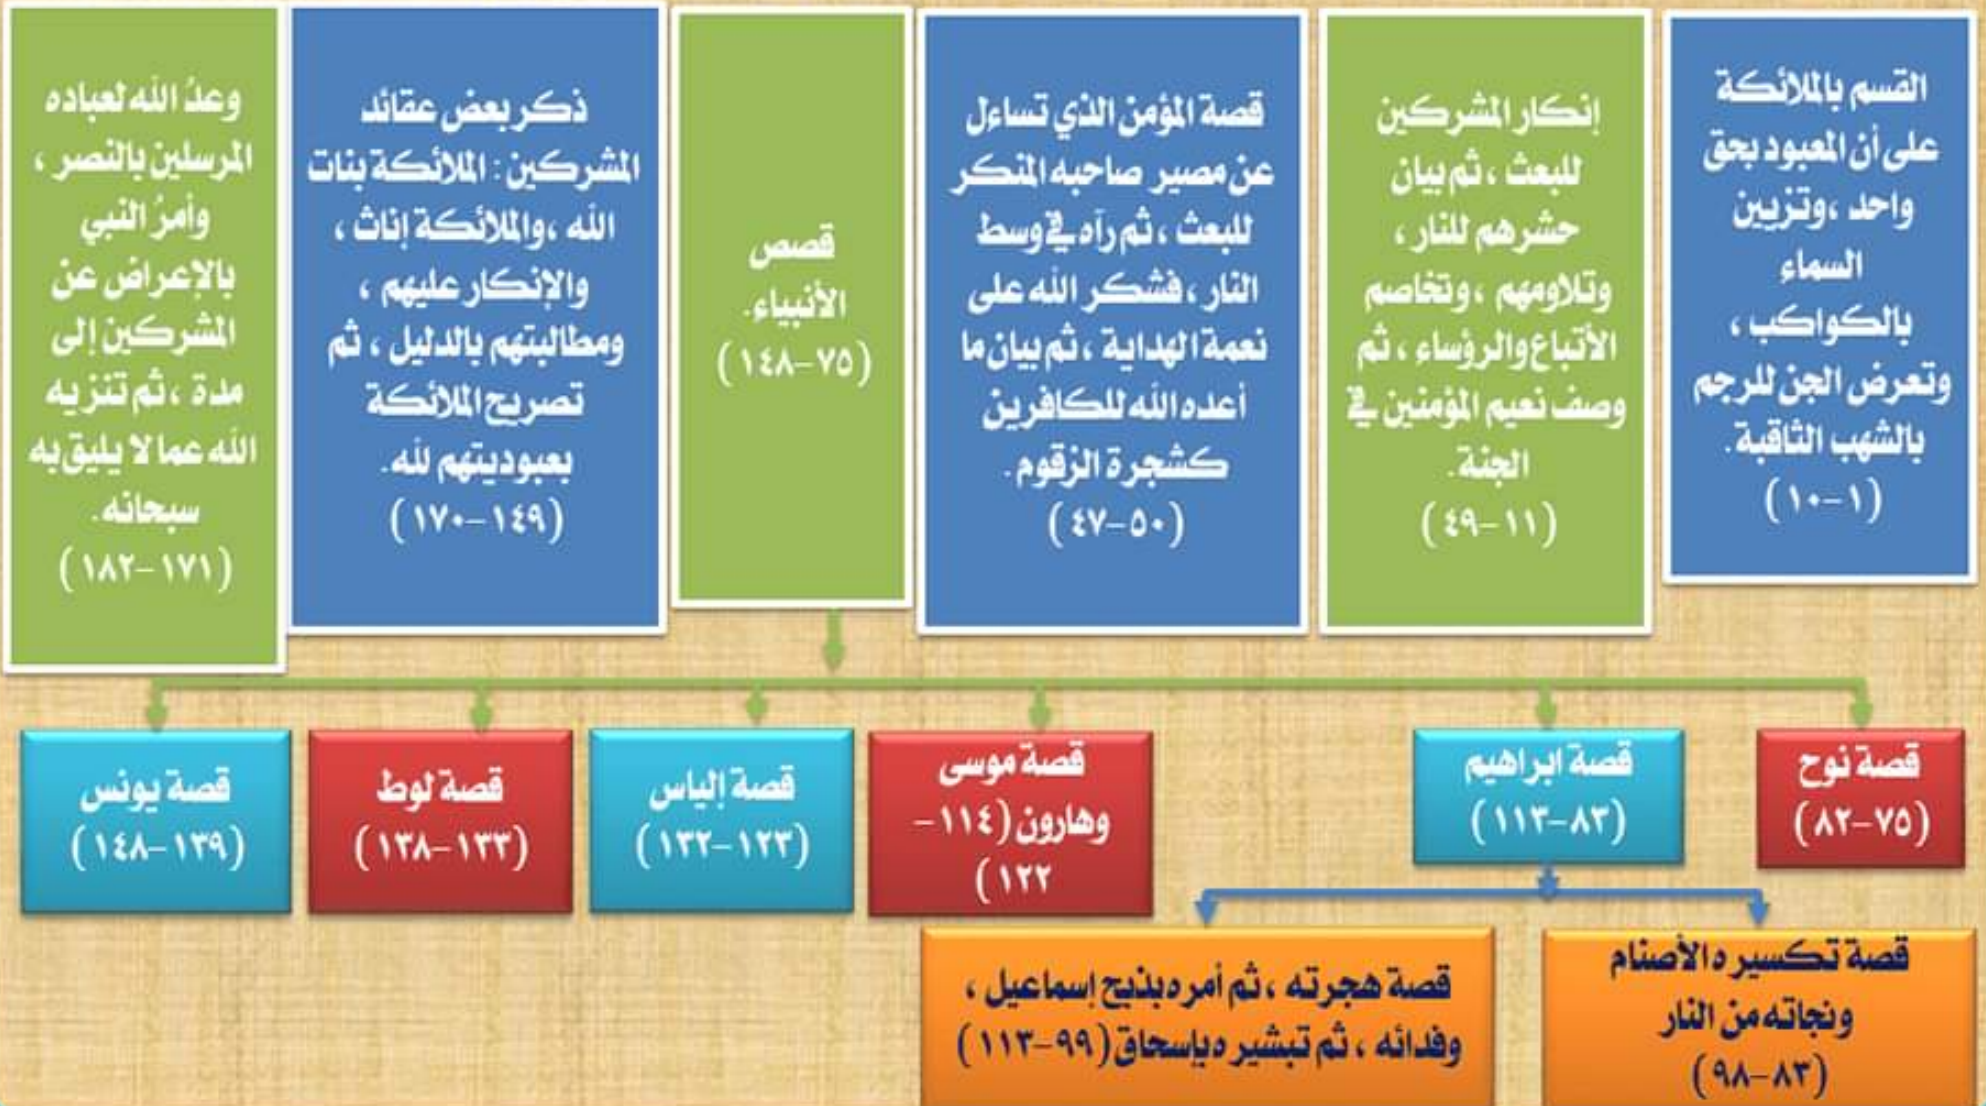 القسم بالملائكة
على أن المعبود بحق
واحد ، وتزيين
السماء
بالكواكب ،
وتعرض الجن للرجم
بالشهب الثاقبة .
(١-١٠)
إنكار المشركين
للبعث ، ثم بيان
حشرهم للنار ،
وتلاومهم ، وتخاصم
الأتباع والرؤساء ، ثم
وصف نعيم المؤمنين في
الجنة .
(١١-٤٩)
قصة المؤمن الذي تساءل
عن مصير صاحبه المنكر
للبعث ، ثم رآه في وسط
النار ، فشكر الله على
نعمة الهداية ، ثم بيان ما
أعده الله للكافرين
كشجرة الزقوم .
(٥٠-٤٧)
قصص
الأنبياء .
(٧٥-١٤٨)
ذكر بعض عقائد
المشركين : الملائكة بنات
الله ، والملائكة إناث ،
والإنكار عليهم ،
ومطالبتهم بالدليل ، ثم
تصريح الملائكة
بعبوديتهم لله .
(١٤٩-١٧٠)
وعدُ الله لعباده
المرسلين بالنصر ،
وأمرُ النبي
بالإعراض عن
المشركين إلى
مدة ، ثم تنزيه
الله عما لا يليق به
سبحانه .
(١٧١-١٨٢)
قصة نوح
(٧٥-٨٢)
قصة ابراهيم
(٨٣-١١٣)
قصة موسى
وهارون (١١٤-
١٢٢)
قصة إلياس
(١٢٣-١٣٢)
قصة لوط
(١٣٣-١٣٨)
قصة يونس
(١٣٩-١٤٨)
قصة تكسيره الأصنام
ونجاته من النار
(٨٣-٩٨)
قصة هجرته ، ثم أمره بذبح إسماعيل ،
وفدائه ، ثم تبشيره بإسحاق (٩٩-١١٣)